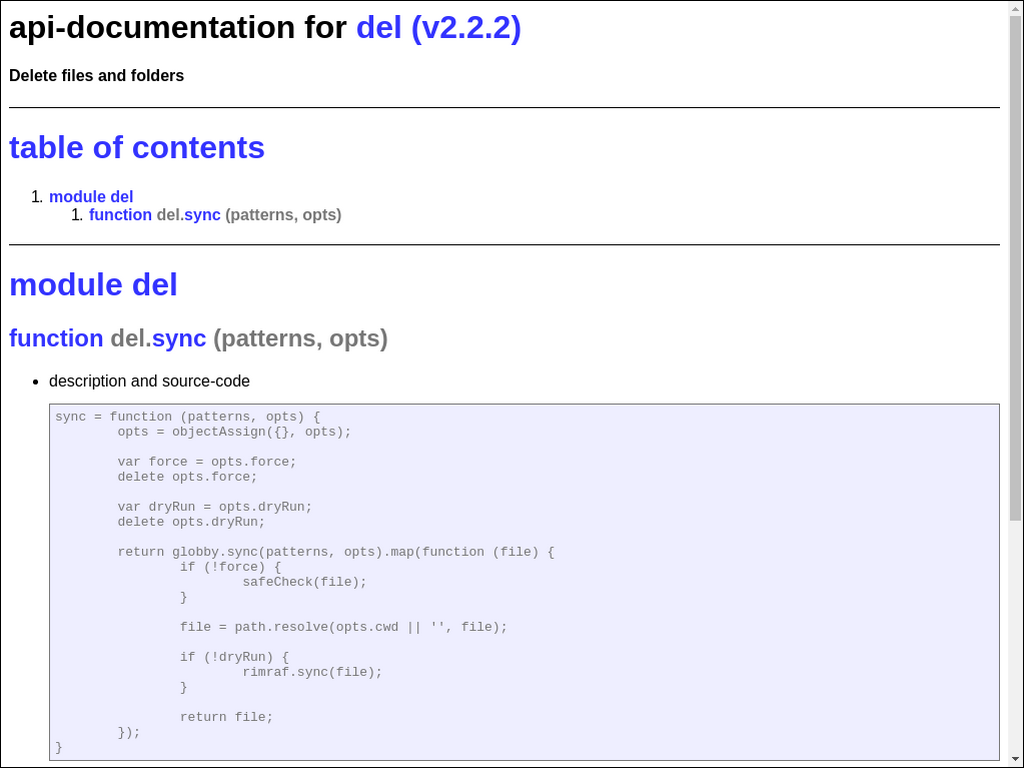 api-documentation for del (v2.2.2)
Delete files and folders
table of contents
1. module del
1. function del.sync (patterns, opts)
module del
function del.sync (patterns, opts)
• description and source-code
sync = function (patterns, opts) {
        opts = objectAssign({}, opts);
        var force = opts.force;
        delete opts.force;
        var dryRun = opts.dryRun;
        delete opts.dryRun;
        return globby.sync(patterns, opts).map(function (file) {
                if (!force) {
                        safeCheck(file);
                }
                file = path.resolve(opts.cwd || '', file);
                if (!dryRun) {
                        rimraf.sync(file);
                }
                return file;
        });
}